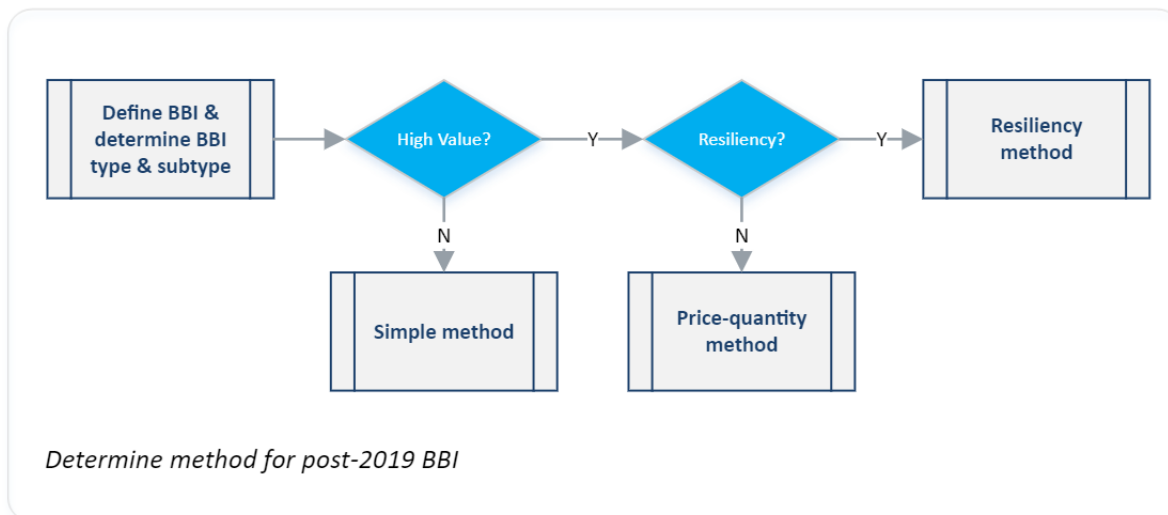 Define BBI &
determine BBI
type & subtype
High Value?
Y
Resiliency?
Y
Resiliency
method
N
N
Simple method
Price-quantity
method
Determine method for post-2019 BBI